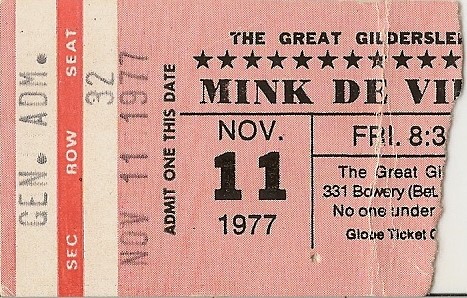 GEN. ADM.
SEC ROW SEAT
32
NOV 11 1977
ADMIT ONE THIS DATE
THE GREAT GILDERSLE
MINK DE VI
NOV.
11
1977
FRI. 8:3
The Great Gi
331 Bowery (Bet.
No one under
Globe Ticket C